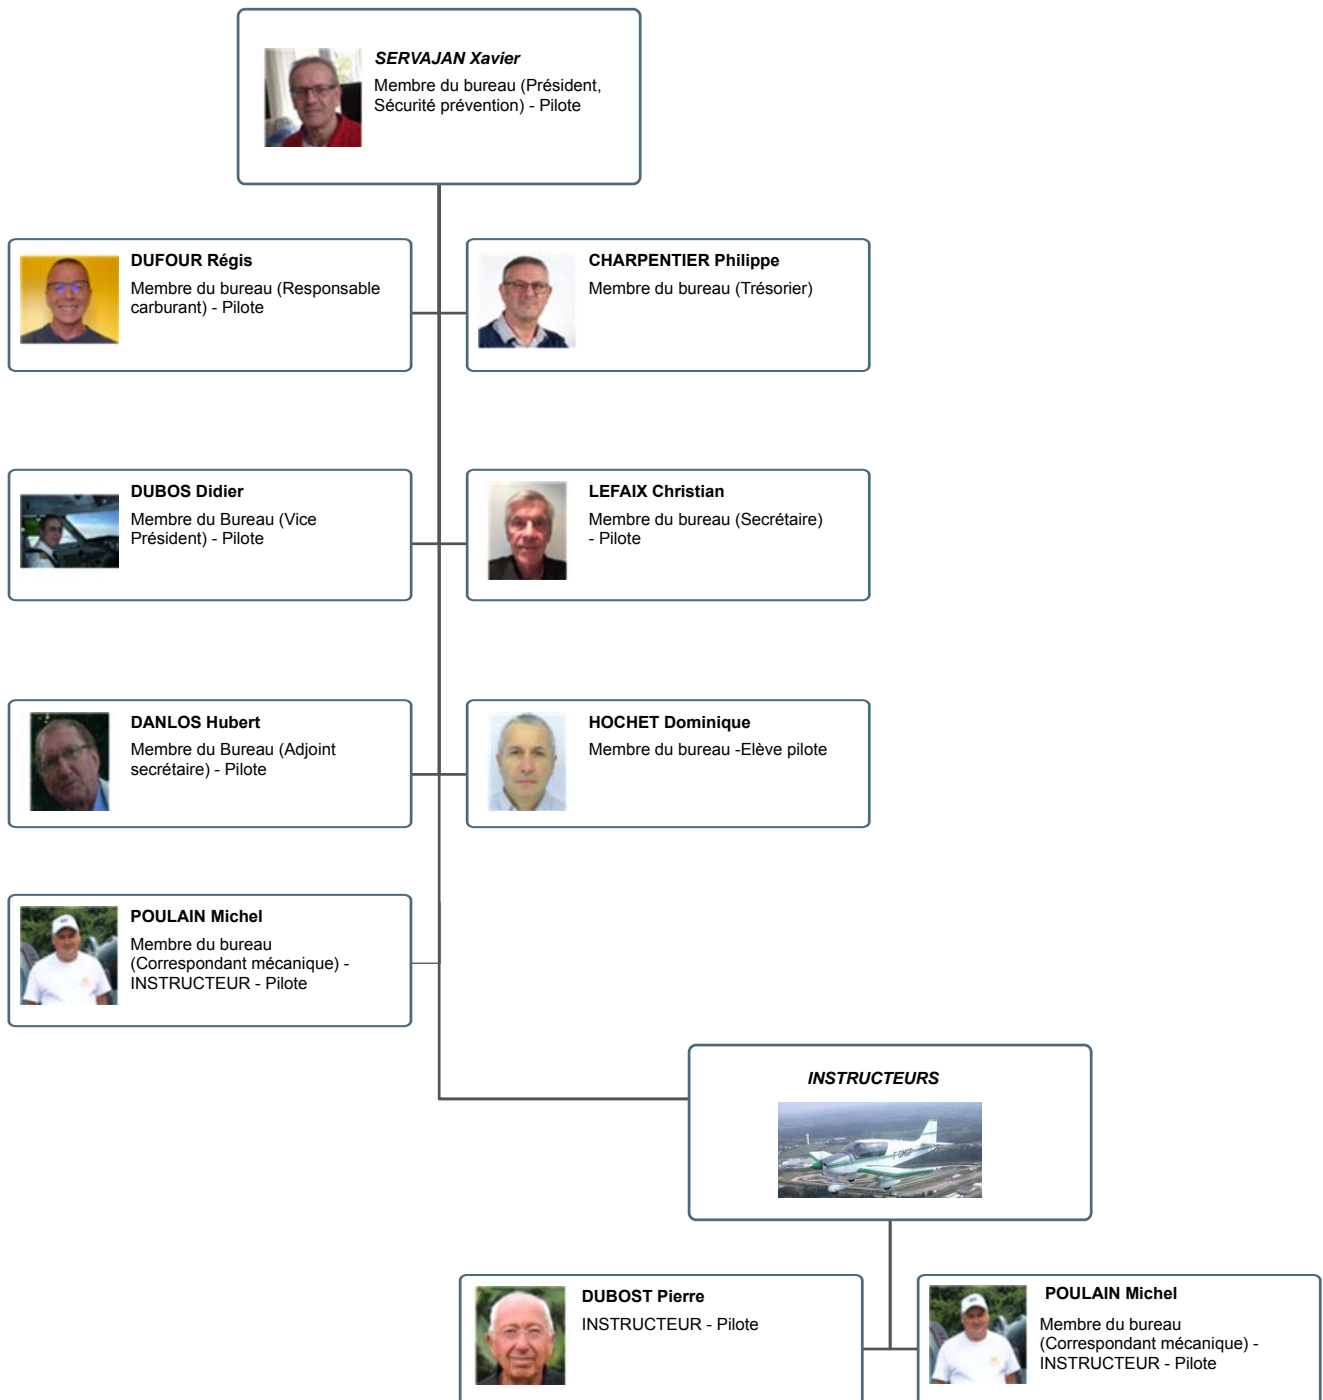 SERVAJAN Xavier
Membre du bureau (Président,
Sécurité prévention) - Pilote
DUFOUR Régis
Membre du bureau (Responsable
carburant) - Pilote
CHARPENTIER Philippe
Membre du bureau (Trésorier)
DUBOS Didier
Membre du Bureau (Vice
Président) - Pilote
LEFAIX Christian
Membre du bureau (Secrétaire)
- Pilote
DANLOS Hubert
Membre du Bureau (Adjoint
secrétaire) - Pilote
HOCHET Dominique
Membre du bureau -Elève pilote
POULAIN Michel
Membre du bureau
(Correspondant mécanique) -
INSTRUCTEUR - Pilote
INSTRUCTEURS
DUBOST Pierre
INSTRUCTEUR - Pilote
POULAIN Michel
Membre du bureau
(Correspondant mécanique) -
INSTRUCTEUR - Pilote